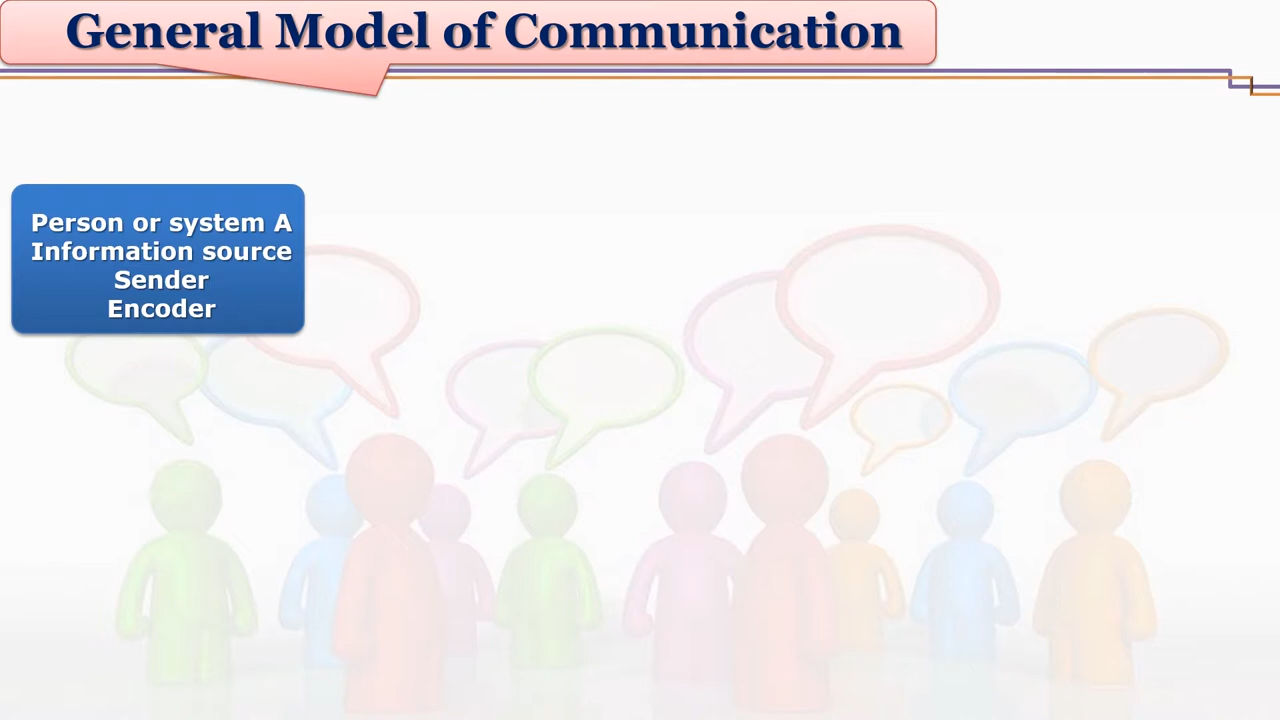 General Model of Communication
Person or system A
Information source
Sender
Encoder